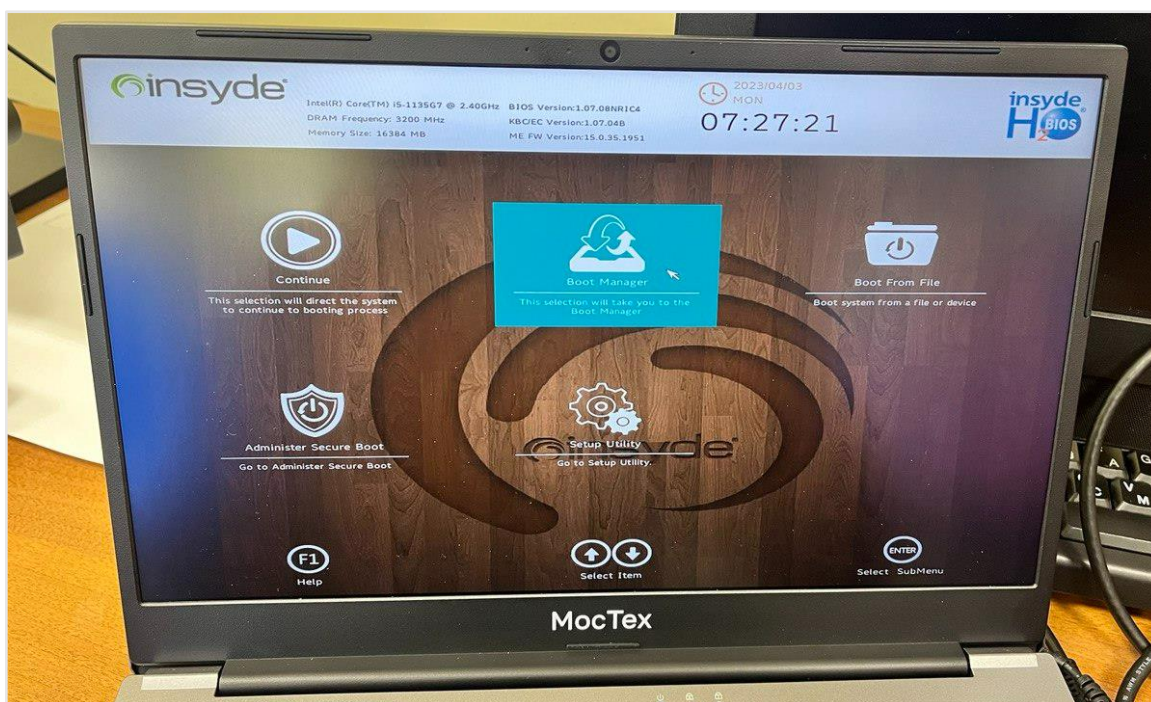 insyde
Intel(R) Core(TM) i5-1135G7 @ 2.40GHz
DRAM Frequency: 3200 MHz
Memory Size: 16384 MB
BIOS Version:1.07.08NRIC4
KBC/EC Version:1.07.04B
ME FW Version:15.0.35.1951
2023/04/03
MON
07:27:21
insyde
H2BIOS
Continue
This selection will direct the system
to continue to booting process
Boot Manager
This selection will take you to the
Boot Manager
Boot From File
Boot system from a file or device
Administer Secure Boot
Go to Administer Secure Boot
Setup Utility
Go to Setup Utility.
insyde
F1
Help
Select Item
ENTER
Select SubMenu
MocTex
A
G
C
V
M
AWM STYLE